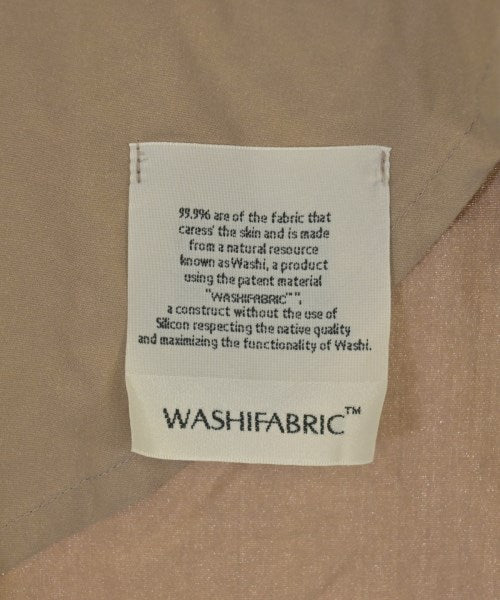 99.9% are of the fabric that
caress' the skin and is made
from a natural resource
known as Washi, a product
using the patent material
"WASHIFABRIC™",
a construct without the use of
Silicon respecting the native quality
and maximizing the functionality of Washi.
WASHIFABRIC™